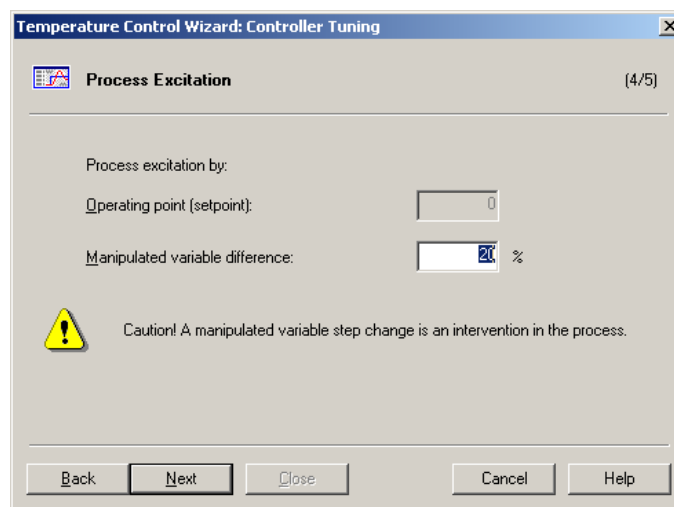 Temperature Control Wizard: Controller Tuning
Process Excitation (4/5)
Process excitation by:
Operating point (setpoint): 0
Manipulated variable difference: 20 %
Caution! A manipulated variable step change is an intervention in the process.
Back Next Close Cancel Help